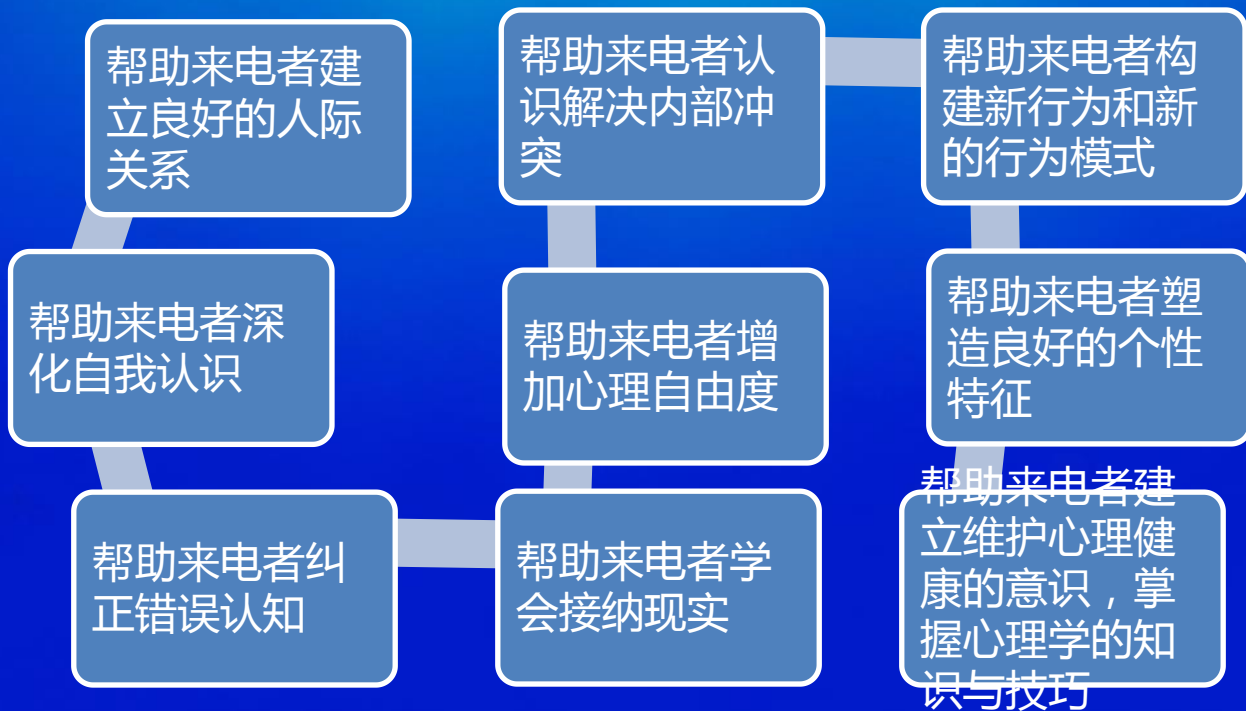 帮助来电者建
立良好的人际
关系
帮助来电者深
化自我认识
帮助来电者纠
正错误认知
帮助来电者学
会接纳现实
帮助来电者增
加心理自由度
帮助来电者认
识解决内部冲
突
帮助来电者构
建新行为和新
的行为模式
帮助来电者塑
造良好的个性
特征
帮助来电者建
立维护心理健
康的意识，掌
握心理学的知
识与技巧